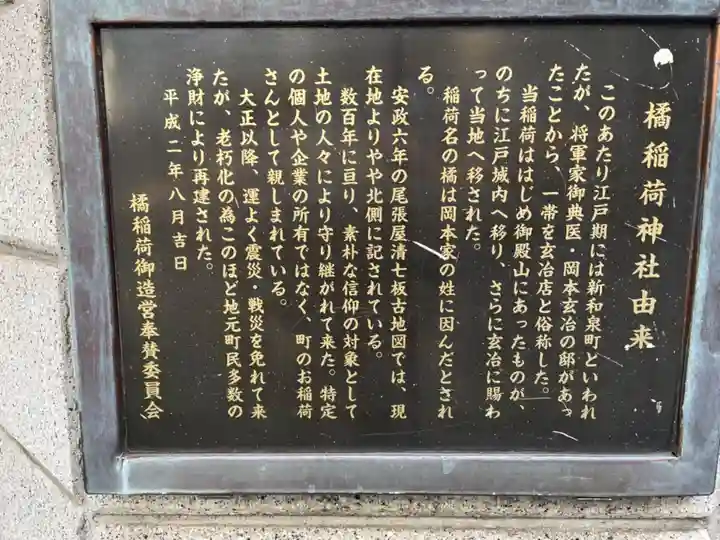 橘稲荷神社由来
このあたり江戸期には新和泉町といわれ
たが、将軍家御典医・岡本玄冶の邸があっ
たことから、一帯を玄冶店と俗称した。
当稲荷ははじめ御殿山にあったものが、
のちに江戸城内へ移り、さらに玄冶に賜わ
って当地へ移された。
稲荷名の橘は岡本家の姓に因んだとされ
る。
安政六年の尾張屋清七板古地図では、現
在地よりやや北側に記されている。
数百年に亘り、素朴な信仰の対象として
土地の人々により守り継がれて来た。特定
の個人や企業の所有ではなく、町のお稲荷
さんとして親しまれている。
大正以降、運よく震災・戦災を免れて来
たが、老朽化の為このほど地元町民多数の
浄財により再建された。
平成二年八月吉日
橘稲荷御造営奉賛委員会